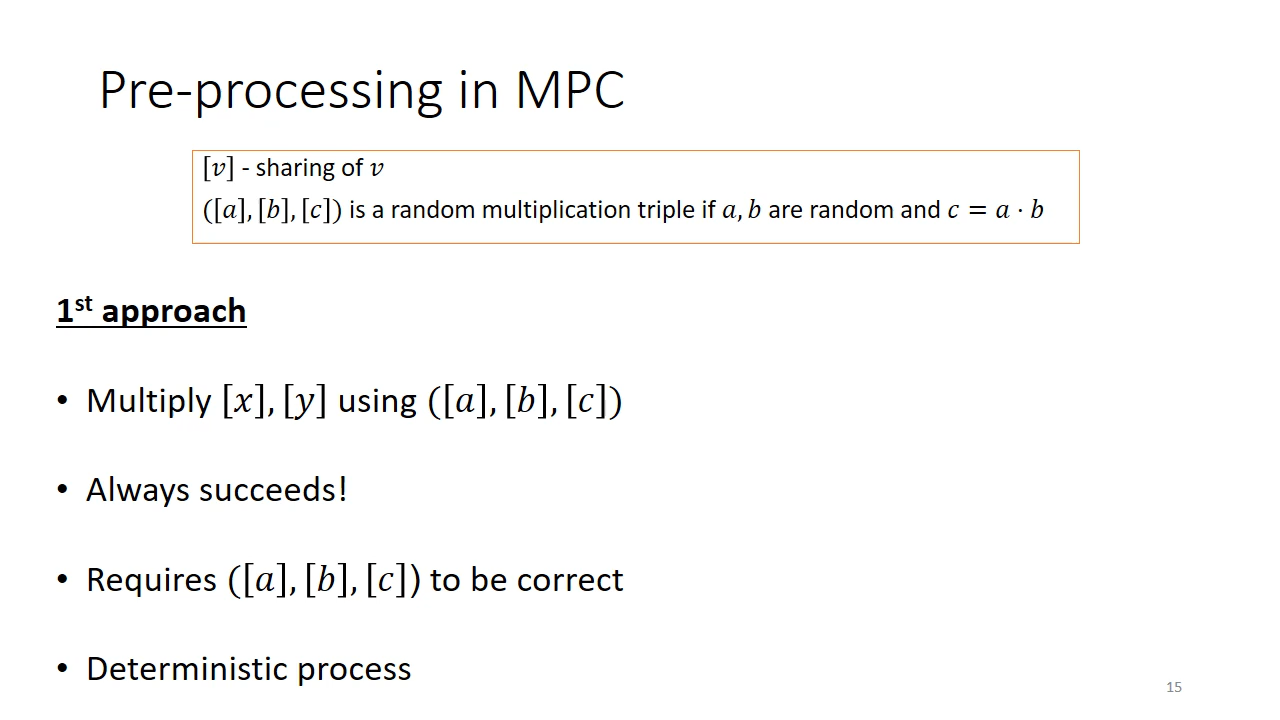 Pre-processing in MPC
[v] - sharing of v
([a], [b], [c]) is a random multiplication triple if a, b are random and c = a · b
1st approach
• Multiply [x], [y] using ([a], [b], [c])
• Always succeeds!
• Requires ([a], [b], [c]) to be correct
• Deterministic process
15